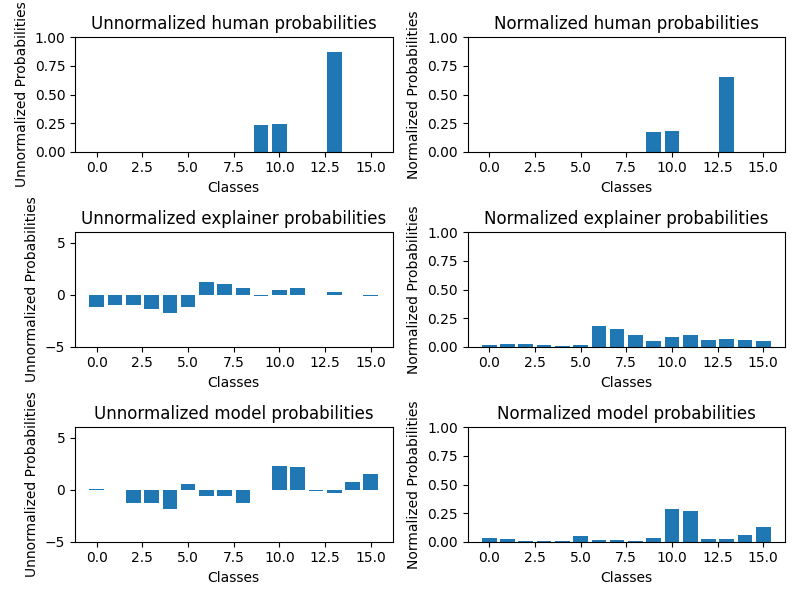 Unnormalized human probabilities
Unnormalized Probabilities
1.00
0.75
0.50
0.25
0.00
0.0 2.5 5.0 7.5 10.0 12.5 15.0
Classes
Normalized human probabilities
Normalized Probabilities
1.00
0.75
0.50
0.25
0.00
0.0 2.5 5.0 7.5 10.0 12.5 15.0
Classes
Unnormalized explainer probabilities
Unnormalized Probabilities
5
0
−5
0.0 2.5 5.0 7.5 10.0 12.5 15.0
Classes
Normalized explainer probabilities
Normalized Probabilities
1.00
0.75
0.50
0.25
0.00
0.0 2.5 5.0 7.5 10.0 12.5 15.0
Classes
Unnormalized model probabilities
Unnormalized Probabilities
5
0
−5
0.0 2.5 5.0 7.5 10.0 12.5 15.0
Classes
Normalized model probabilities
Normalized Probabilities
1.00
0.75
0.50
0.25
0.00
0.0 2.5 5.0 7.5 10.0 12.5 15.0
Classes